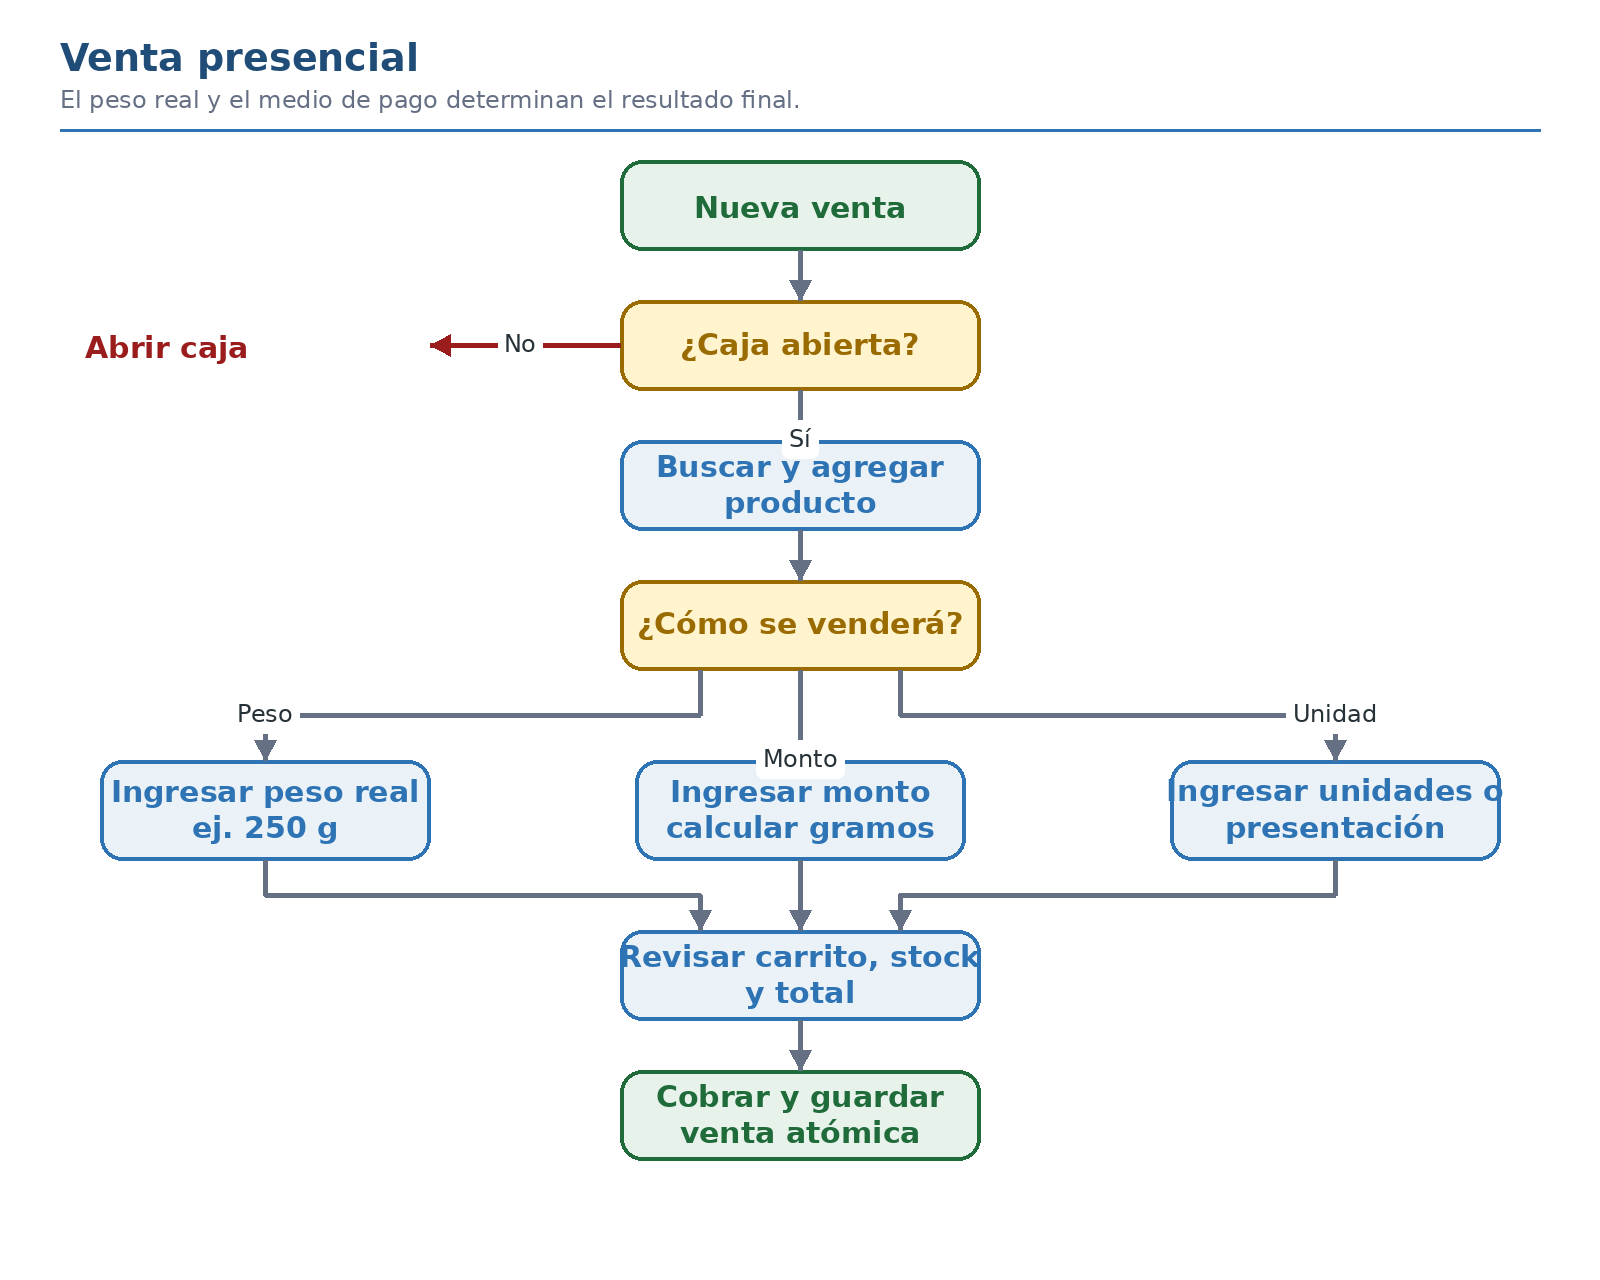 Venta presencial
El peso real y el medio de pago determinan el resultado final.
Nueva venta
¿Caja abierta?
No
Abrir caja
Sí
Buscar y agregar
producto
¿Cómo se venderá?
Peso
Monto
Unidad
Ingresar peso real
ej. 250 g
Ingresar monto
calcular gramos
Ingresar unidades o
presentación
Revisar carrito, stock
y total
Cobrar y guardar
venta atómica